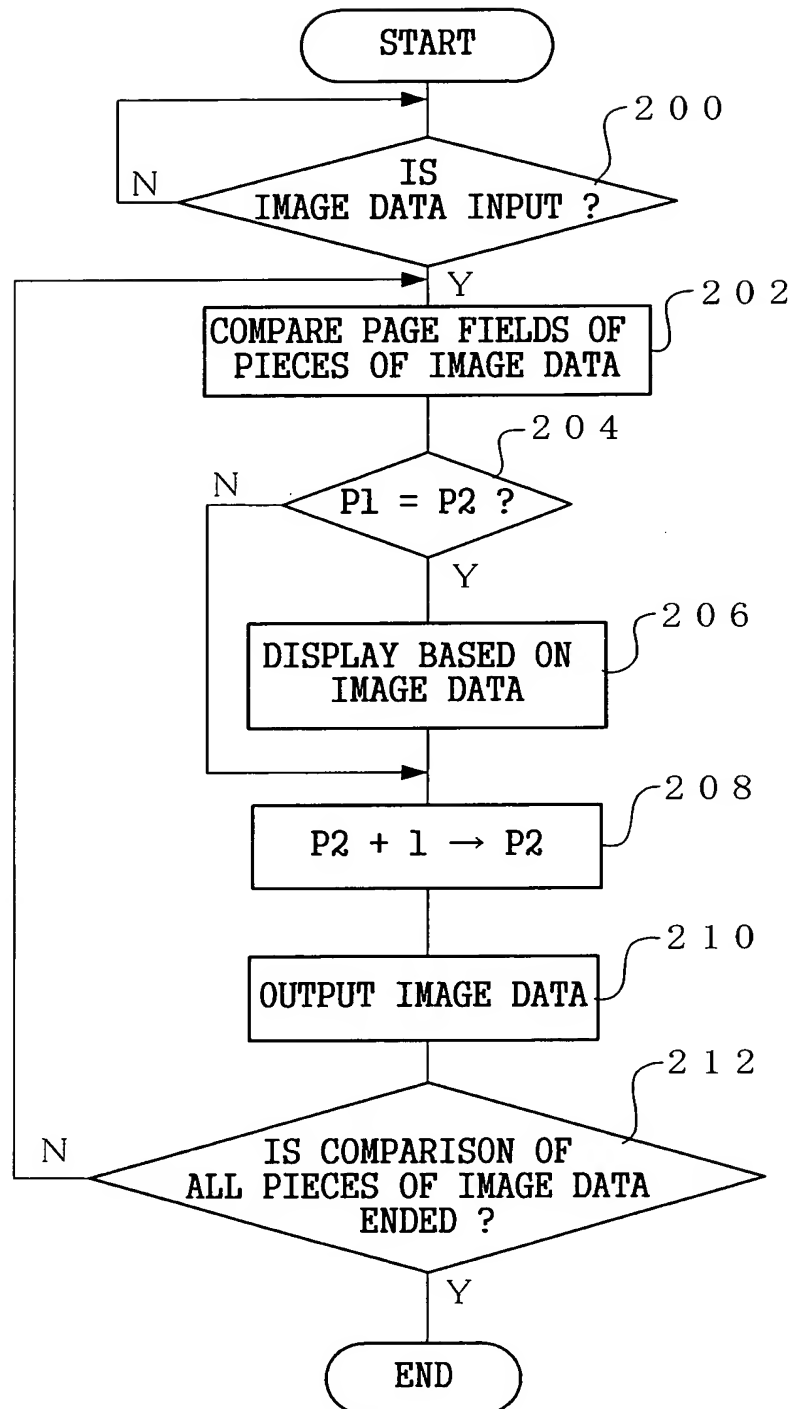 START
200
N
IS
IMAGE DATA INPUT ?
Y
202
COMPARE PAGE FIELDS OF
PIECES OF IMAGE DATA
204
N
P1 = P2 ?
Y
206
DISPLAY BASED ON
IMAGE DATA
208
P2 + 1 → P2
210
OUTPUT IMAGE DATA
212
N
IS COMPARISON OF
ALL PIECES OF IMAGE DATA
ENDED ?
Y
END